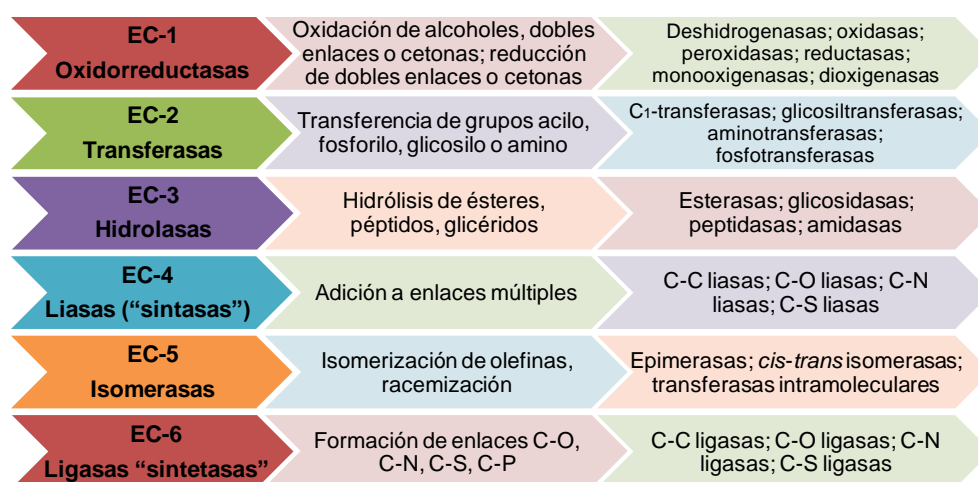 EC-1
Oxidorreductasas
Oxidación de alcoholes, dobles
enlaces o cetonas; reducción
de dobles enlaces o cetonas
Deshidrogenasas; oxidasas;
peroxidasas; reductasas;
monooxigenasas; dioxigenasas
EC-2
Transferasas
Transferencia de grupos acilo,
fosforilo, glicosilo o amino
C1-transferasas; glicosiltransferasas;
aminotransferasas;
fosfotransferasas
EC-3
Hidrolasas
Hidrólisis de ésteres,
péptidos, glicéridos
Esterasas; glicosidasas;
peptidasas; amidasas
EC-4
Liasas (“sintasas”)
Adición a enlaces múltiples
C-C liasas; C-O liasas; C-N
liasas; C-S liasas
EC-5
Isomerasas
Isomerización de olefinas,
racemización
Epimerasas; cis-trans isomerasas;
transferasas intramoleculares
EC-6
Ligasas “sintetasas”
Formación de enlaces C-O,
C-N, C-S, C-P
C-C ligasas; C-O ligasas; C-N
ligasas; C-S ligasas